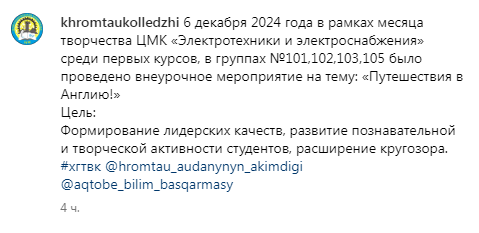 khromtaukolledzhi 6 декабря 2024 года в рамках месяца
творчества ЦМК «Электротехники и электроснабжения»
среди первых курсов, в группах №101,102,103,105 было
проведено внеурочное мероприятие на тему: «Путешествия в
Англию!»
Цель:
Формирование лидерских качеств, развитие познавательной
и творческой активности студентов, расширение кругозора.
#хгтвк @hromtau_audanynyn_akimdigi
@aqtobe_bilim_basqarmasy
4 ч.